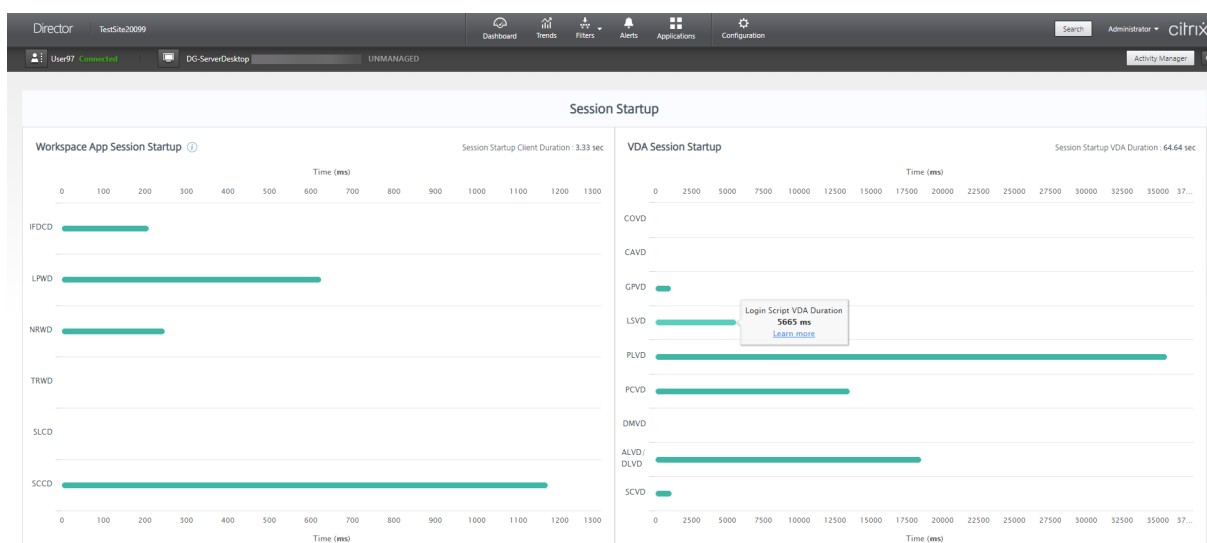 Director TestSite20099 Dashboard Trends Filters Alerts Applications Configuration Search Administrator citrix
User97 Connected DG-ServerDesktop UNMANAGED Activity Manager
Session Startup
Workspace App Session Startup Session Startup Client Duration : 3.33 sec
Time (ms)
0 100 200 300 400 500 600 700 800 900 1000 1100 1200 1300
IFDCD
LPWD
NRWD
TRWD
SLCD
SCCD
0 100 200 300 400 500 600 700 800 900 1000 1100 1200 1300
Time (ms)
VDA Session Startup Session Startup VDA Duration : 64.64 sec
Time (ms)
0 2500 5000 7500 10000 12500 15000 17500 20000 22500 25000 27500 30000 32500 35000 37...
COVD
CAVD
GPVD
LSVD
Login Script VDA Duration
5665 ms
Learn more
PLVD
PCVD
DMVD
ALVD/
DLVD
SCVD
0 2500 5000 7500 10000 12500 15000 17500 20000 22500 25000 27500 30000 32500 35000 37...
Time (ms)